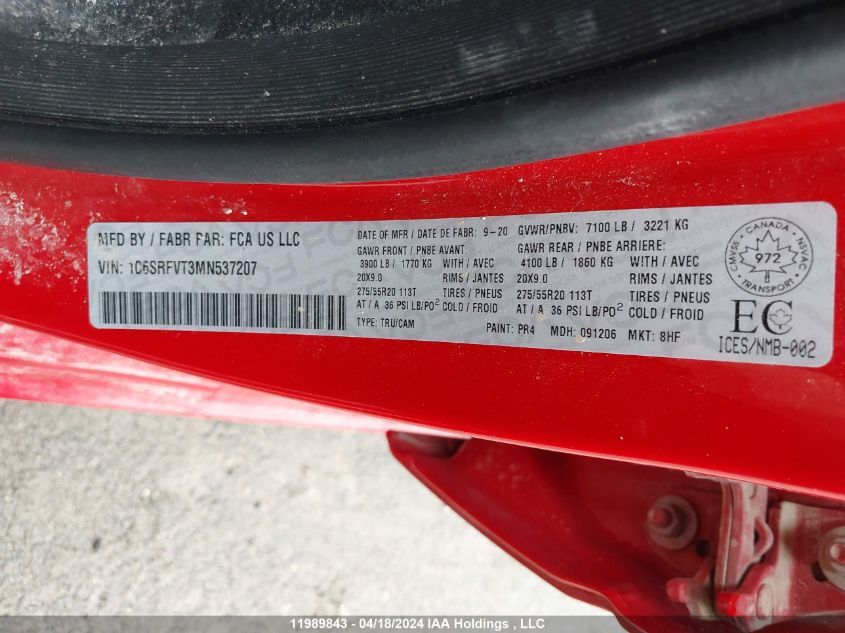 MFD BY / FABR PAR: FCA US LLC
VIN: 1C6SRFVT3MN537207
DATE OF MFR / DATE DE FABR: 9-20 GVWR/PNBV: 7100 LB / 3221 KG
GAWR FRONT / PNBE AVANT: GAWR REAR / PNBE ARRIERE:
3900 LB / 1770 KG WITH / AVEC 4100 LB / 1860 KG WITH / AVEC
20X9.0 RIMS / JANTES 20X9.0 RIMS / JANTES
275/55R20 113T TIRES / PNEUS 275/55R20 113T TIRES / PNEUS
AT / A 36 PSI LB/PO² COLD / FROID AT / A 36 PSI LB/PO² COLD / FROID
TYPE: TRU/CAM PAINT: PR4 MDH: 091206 MKT: 8HF
CANADA
CMVSS NSVAC
972
TRANSPORT
EC
ICES/NMB-002
11989843 - 04/18/2024 IAA Holdings , LLC